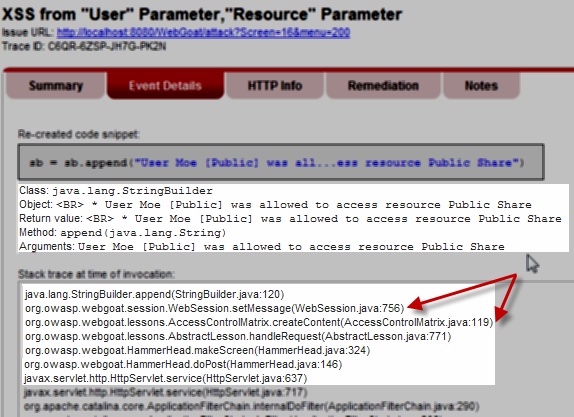 XSS from "User" Parameter,"Resource" Parameter
Issue URL: http://localhost:8080/WebGoat/attack?Screen=16&menu=200
Trace ID: C6QR-6ZSP-JH7G-PK2N
Summary Event Details HTTP Info Remediation Notes
Re-created code snippet:
sb = sb.append("User Moe [Public] was all...ess resource Public Share")
Class: java.lang.StringBuilder
Object: <BR> * User Moe [Public] was allowed to access resource Public Share
Return value: <BR> * User Moe [Public] was allowed to access resource Public Share
Method: append(java.lang.String)
Arguments: User Moe [Public] was allowed to access resource Public Share
Stack trace at time of invocation:
java.lang.StringBuilder.append(StringBuilder.java:120)
org.owasp.webgoat.session.WebSession.setMessage(WebSession.java:756)
org.owasp.webgoat.lessons.AccessControlMatrix.createContent(AccessControlMatrix.java:119)
org.owasp.webgoat.lessons.AbstractLesson.handleRequest(AbstractLesson.java:771)
org.owasp.webgoat.HammerHead.makeScreen(HammerHead.java:324)
org.owasp.webgoat.HammerHead.doPost(HammerHead.java:146)
javax.servlet.http.HttpServlet.service(HttpServlet.java:637)
javax.servlet.http.HttpServlet.service(HttpServlet.java:717)
org.apache.catalina.core.ApplicationFilterChain.internalDoFilter(ApplicationFilterChain.java:290)